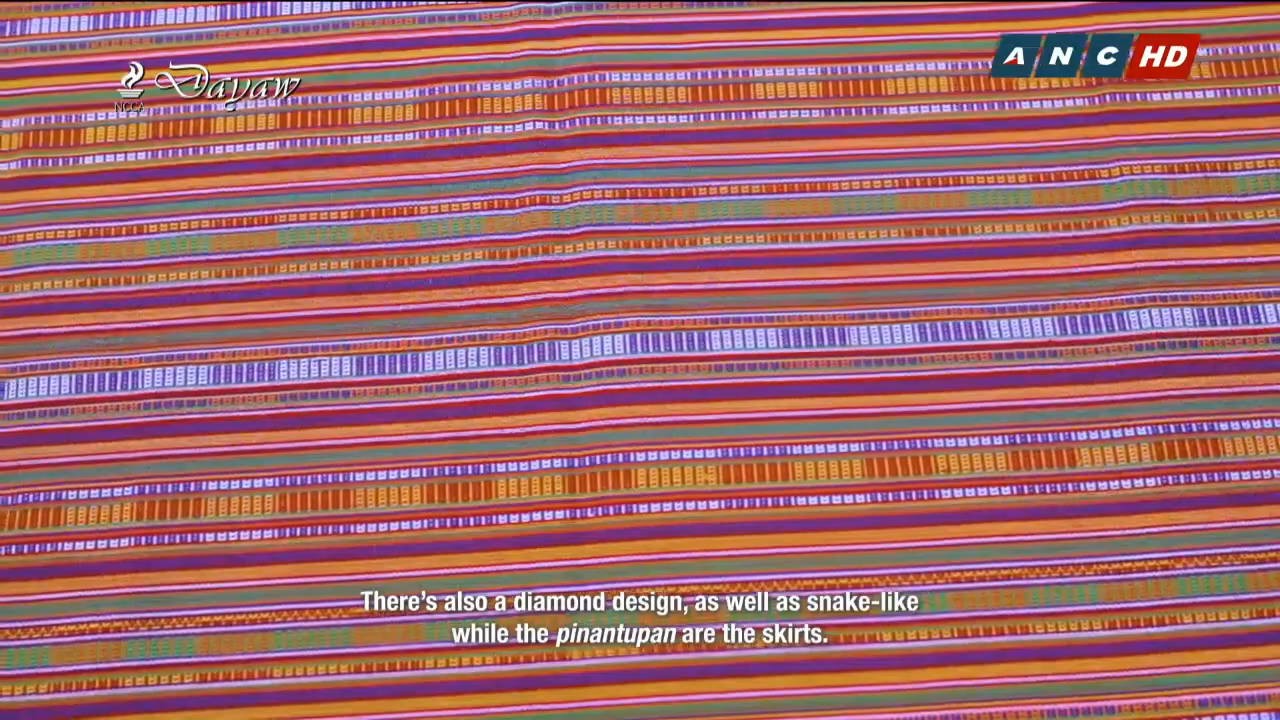 Dayaw
NCCA
ANC HD
There's also a diamond design, as well as snake-like
while the pinantupan are the skirts.